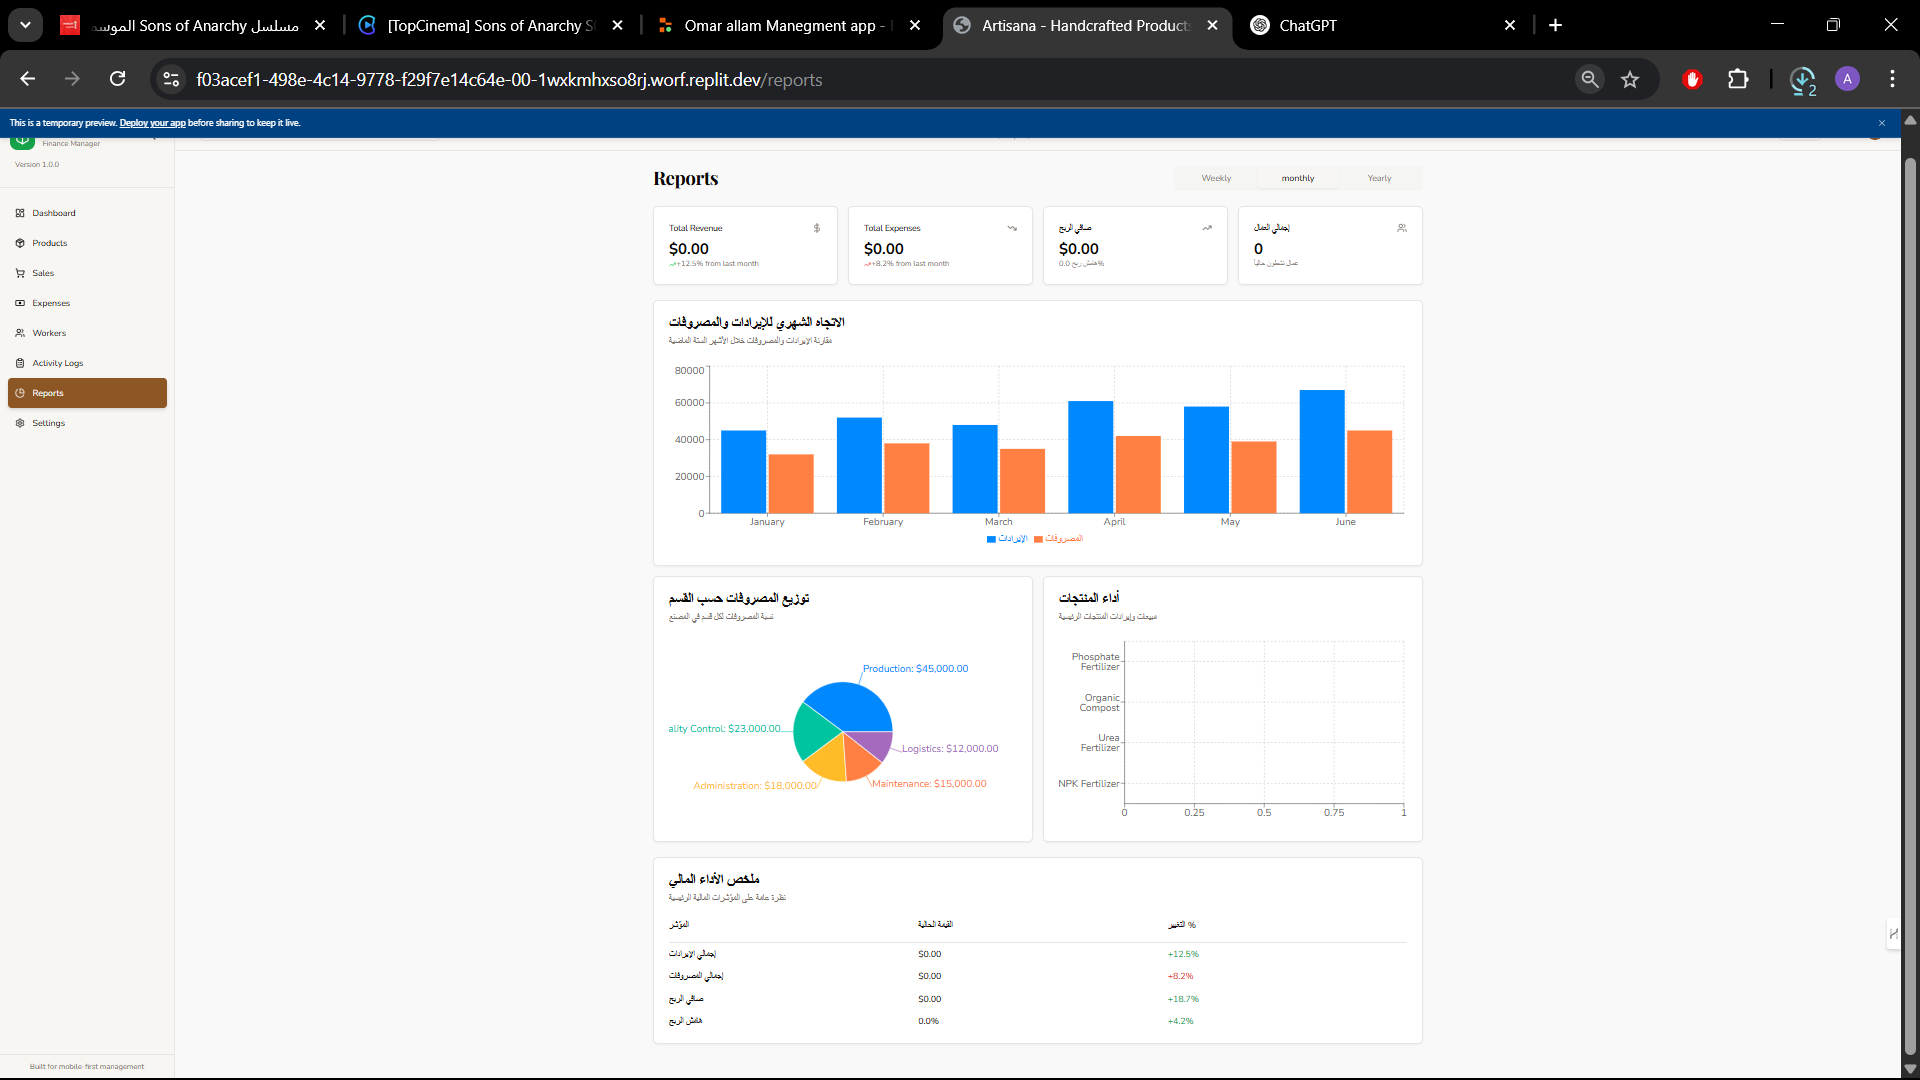 مسلسل Sons of Anarchy الموسم
[TopCinema] Sons of Anarchy S
Omar allam Manegment app -
Artisana - Handcrafted Products
ChatGPT
f03acef1-498e-4c14-9778-f29f7e14c64e-00-1wxkmhxso8rj.worf.replit.dev/reports
2
A
This is a temporary preview. Deploy your app before sharing to keep it live.
Finance Manager
Version 1.0.0
Dashboard
Products
Sales
Expenses
Workers
Activity Logs
Reports
Settings
Built for mobile-first management
Reports
Weekly
monthly
Yearly
Total Revenue
$
$0.00
+12.5% from last month
Total Expenses
$0.00
+8.2% from last month
صافي الربح
$0.00
هامش ربح 0.0%
إجمالي العمال
0
عمال نشطون حالياً
الاتجاه الشهري للإيرادات والمصروفات
مقارنة الإيرادات والمصروفات خلال الأشهر الستة الماضية
80000
60000
40000
20000
0
January
February
March
April
May
June
الإيرادات
المصروفات
توزيع المصروفات حسب القسم
نسبة المصروفات لكل قسم في المصنع
Production: $45,000.00
ality Control: $23,000.00
Logistics: $12,000.00
Administration: $18,000.00
Maintenance: $15,000.00
أداء المنتجات
مبيعات وإيرادات المنتجات الرئيسية
Phosphate
Fertilizer
Organic
Compost
Urea
Fertilizer
NPK Fertilizer
0
0.25
0.5
0.75
1
ملخص الأداء المالي
نظرة عامة على المؤشرات المالية الرئيسية
المؤشر
القيمة الحالية
التغيير %
إجمالي الإيرادات
$0.00
+12.5%
إجمالي المصروفات
$0.00
+8.2%
صافي الربح
$0.00
+18.7%
هامش الربح
0.0%
+4.2%